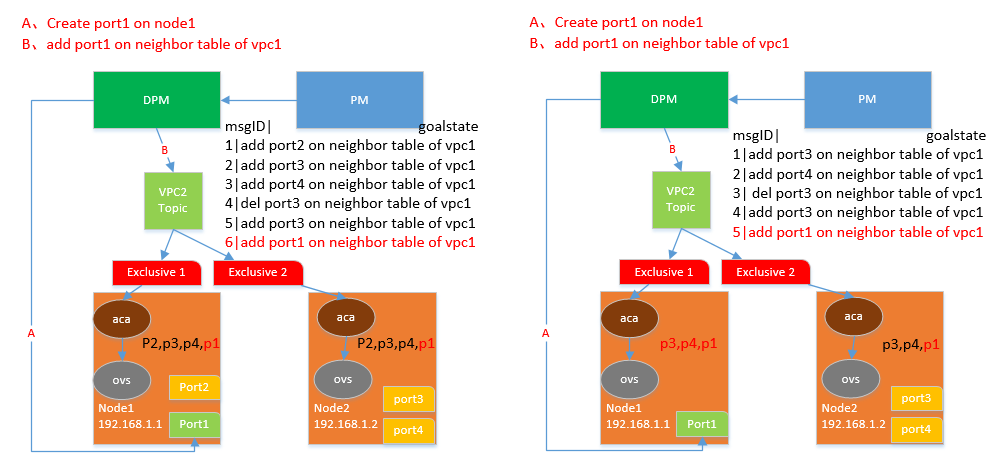 A、Create port1 on node1
B、add port1 on neighbor table of vpc1
DPM
PM
msgID| goalstate
1|add port2 on neighbor table of vpc1
2|add port3 on neighbor table of vpc1
3|add port4 on neighbor table of vpc1
4|del port3 on neighbor table of vpc1
5|add port3 on neighbor table of vpc1
6|add port1 on neighbor table of vpc1
B
VPC2
Topic
Exclusive 1
Exclusive 2
A
aca
P2,p3,p4,p1
ovs
Port2
Node1
192.168.1.1
Port1
aca
P2,p3,p4,p1
ovs
port3
Node2
192.168.1.2
port4
A、Create port1 on node1
B、add port1 on neighbor table of vpc1
DPM
PM
msgID| goalstate
1|add port3 on neighbor table of vpc1
2|add port4 on neighbor table of vpc1
3| del port3 on neighbor table of vpc1
4|add port3 on neighbor table of vpc1
5|add port1 on neighbor table of vpc1
B
VPC2
Topic
Exclusive 1
Exclusive 2
A
aca
p3,p4,p1
ovs
Node1
192.168.1.1
Port1
aca
p3,p4,p1
ovs
port3
Node2
192.168.1.2
port4